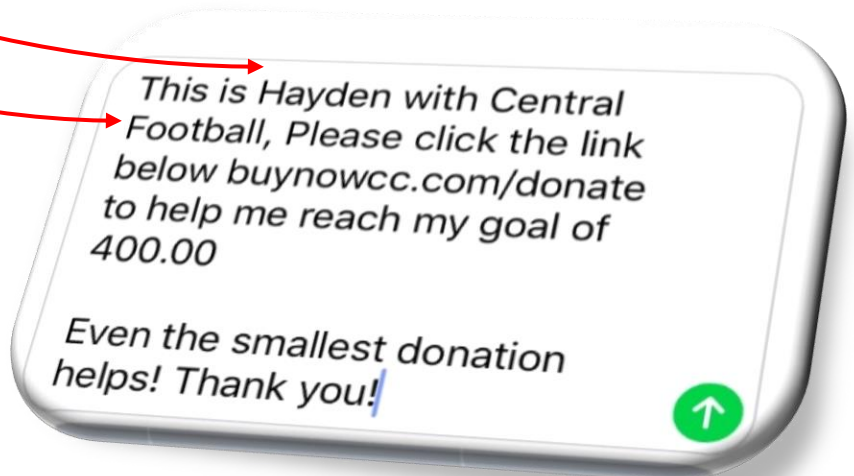 This is Hayden with Central
Football, Please click the link
below buynowcc.com/donate
to help me reach my goal of
400.00
Even the smallest donation
helps! Thank you!